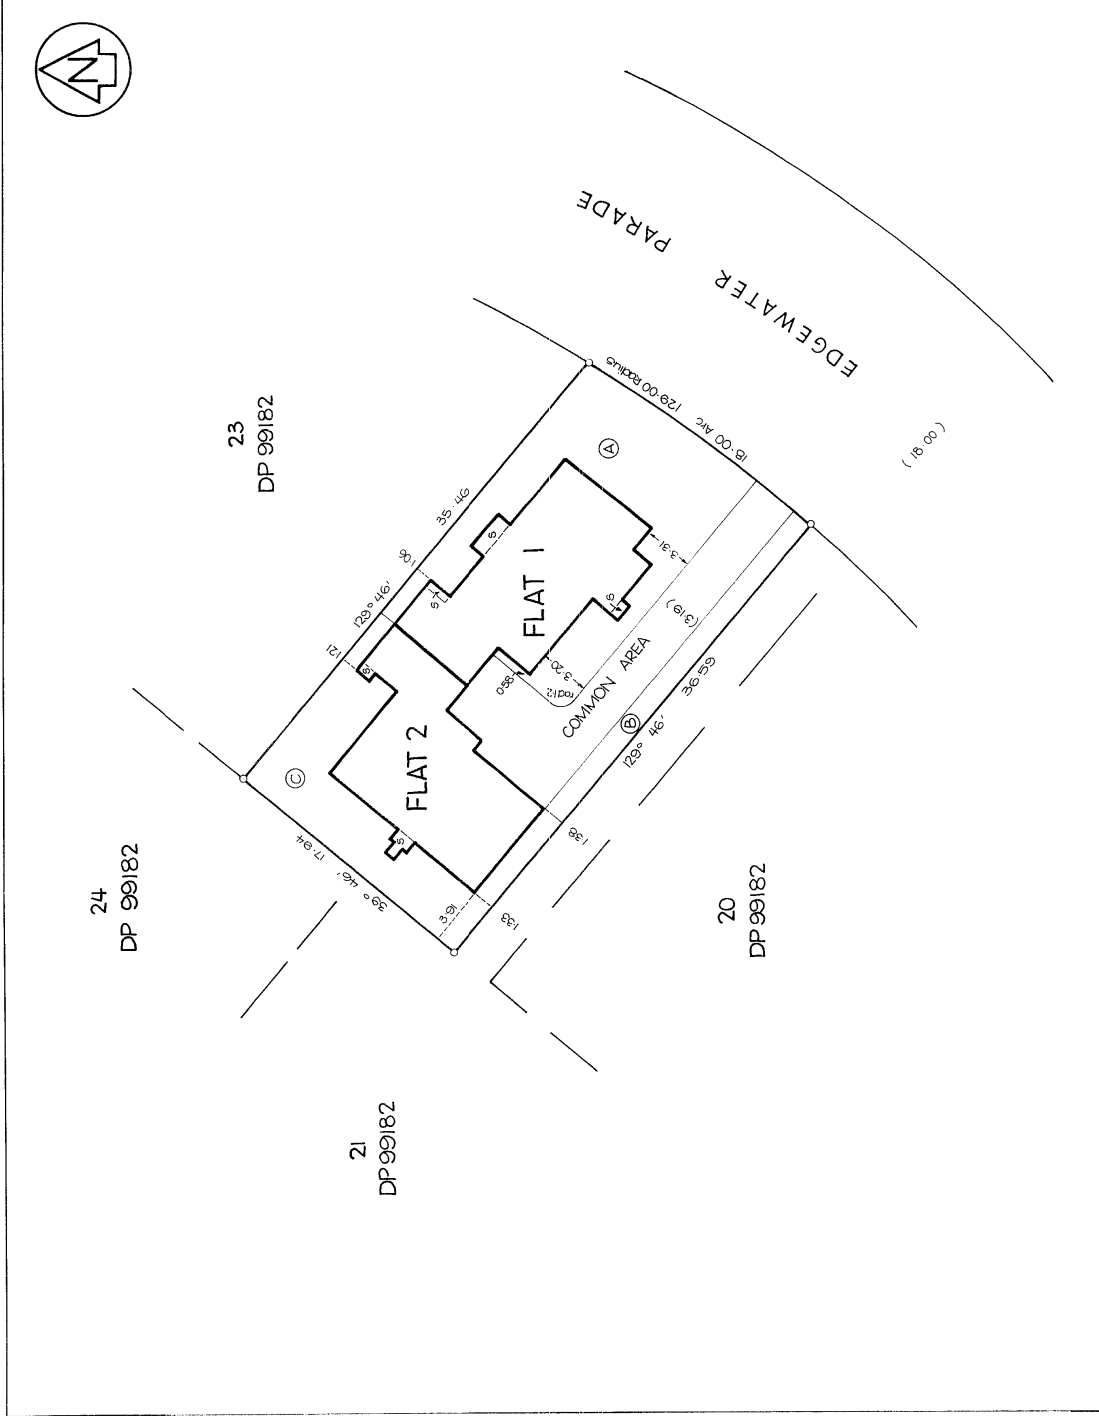 N
EDGEWATER PARADE
( 18·00 )
23
DP 99182
35·46
1·06
129° 46'
1·21
129·00 Radius
18·00 Arc
A
S
S
FLAT 1
3·31
S
(3·19)
0·58
3·20
rad 1·2
COMMON AREA
36·59
129° 46'
B
S
FLAT 2
C
S
1·38
1·33
3·91
17·84
39° 46'
24
DP 99182
20
DP 99182
21
DP 99182